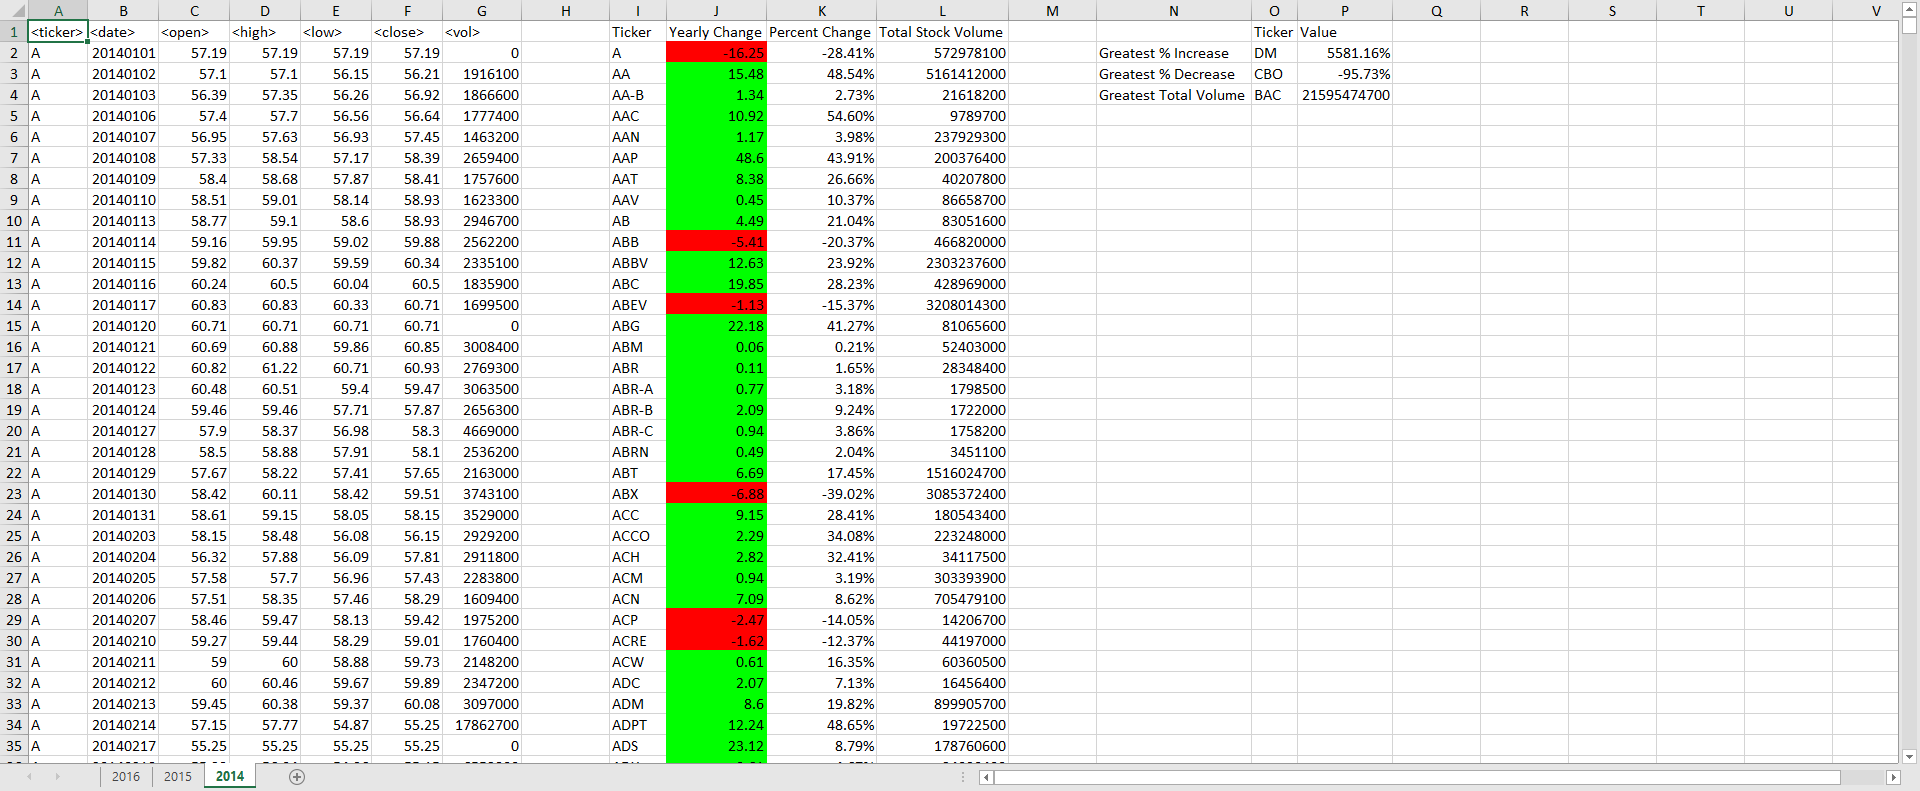 A B C D E F G H I J K L M N O P Q R S T U V
1 <ticker> <date> <open> <high> <low> <close> <vol> Ticker Yearly Change Percent Change Total Stock Volume Ticker Value
2 A 20140101 57.19 57.19 57.19 57.19 0 A -16.25 -28.41% 572978100 Greatest % Increase DM 5581.16%
3 A 20140102 57.1 57.1 56.15 56.21 1916100 AA 15.48 48.54% 5161412000 Greatest % Decrease CBO -95.73%
4 A 20140103 56.39 57.35 56.26 56.92 1866600 AA-B 1.34 2.73% 21618200 Greatest Total Volume BAC 21595474700
5 A 20140106 57.4 57.7 56.56 56.64 1777400 AAC 10.92 54.60% 9789700
6 A 20140107 56.95 57.63 56.93 57.45 1463200 AAN 1.17 3.98% 237929300
7 A 20140108 57.33 58.54 57.17 58.39 2659400 AAP 48.6 43.91% 200376400
8 A 20140109 58.4 58.68 57.87 58.41 1757600 AAT 8.38 26.66% 40207800
9 A 20140110 58.51 59.01 58.14 58.93 1623300 AAV 0.45 10.37% 86658700
10 A 20140113 58.77 59.1 58.6 58.93 2946700 AB 4.49 21.04% 83051600
11 A 20140114 59.16 59.95 59.02 59.88 2562200 ABB -5.41 -20.37% 466820000
12 A 20140115 59.82 60.37 59.59 60.34 2335100 ABBV 12.63 23.92% 2303237600
13 A 20140116 60.24 60.5 60.04 60.5 1835900 ABC 19.85 28.23% 428969000
14 A 20140117 60.83 60.83 60.33 60.71 1699500 ABEV -1.13 -15.37% 3208014300
15 A 20140120 60.71 60.71 60.71 60.71 0 ABG 22.18 41.27% 81065600
16 A 20140121 60.69 60.88 59.86 60.85 3008400 ABM 0.06 0.21% 52403000
17 A 20140122 60.82 61.22 60.71 60.93 2769300 ABR 0.11 1.65% 28348400
18 A 20140123 60.48 60.51 59.4 59.47 3063500 ABR-A 0.77 3.18% 1798500
19 A 20140124 59.46 59.46 57.71 57.87 2656300 ABR-B 2.09 9.24% 1722000
20 A 20140127 57.9 58.37 56.98 58.3 4669000 ABR-C 0.94 3.86% 1758200
21 A 20140128 58.5 58.88 57.91 58.1 2536200 ABRN 0.49 2.04% 3451100
22 A 20140129 57.67 58.22 57.41 57.65 2163000 ABT 6.69 17.45% 1516024700
23 A 20140130 58.42 60.11 58.42 59.51 3743100 ABX -6.88 -39.02% 3085372400
24 A 20140131 58.61 59.15 58.05 58.15 3529000 ACC 9.15 28.41% 180543400
25 A 20140203 58.15 58.48 56.08 56.15 2929200 ACCO 2.29 34.08% 223248000
26 A 20140204 56.32 57.88 56.09 57.81 2911800 ACH 2.82 32.41% 34117500
27 A 20140205 57.58 57.7 56.96 57.43 2283800 ACM 0.94 3.19% 303393900
28 A 20140206 57.51 58.35 57.46 58.29 1609400 ACN 7.09 8.62% 705479100
29 A 20140207 58.46 59.47 58.13 59.42 1975200 ACP -2.47 -14.05% 14206700
30 A 20140210 59.27 59.44 58.29 59.01 1760400 ACRE -1.62 -12.37% 44197000
31 A 20140211 59 60 58.88 59.73 2148200 ACW 0.61 16.35% 60360500
32 A 20140212 60 60.46 59.67 59.89 2347200 ADC 2.07 7.13% 16456400
33 A 20140213 59.45 60.38 59.37 60.08 3097000 ADM 8.6 19.82% 899905700
34 A 20140214 57.15 57.77 54.87 55.25 17862700 ADPT 12.24 48.65% 19722500
35 A 20140217 55.25 55.25 55.25 55.25 0 ADS 23.12 8.79% 178760600
2016 2015 2014